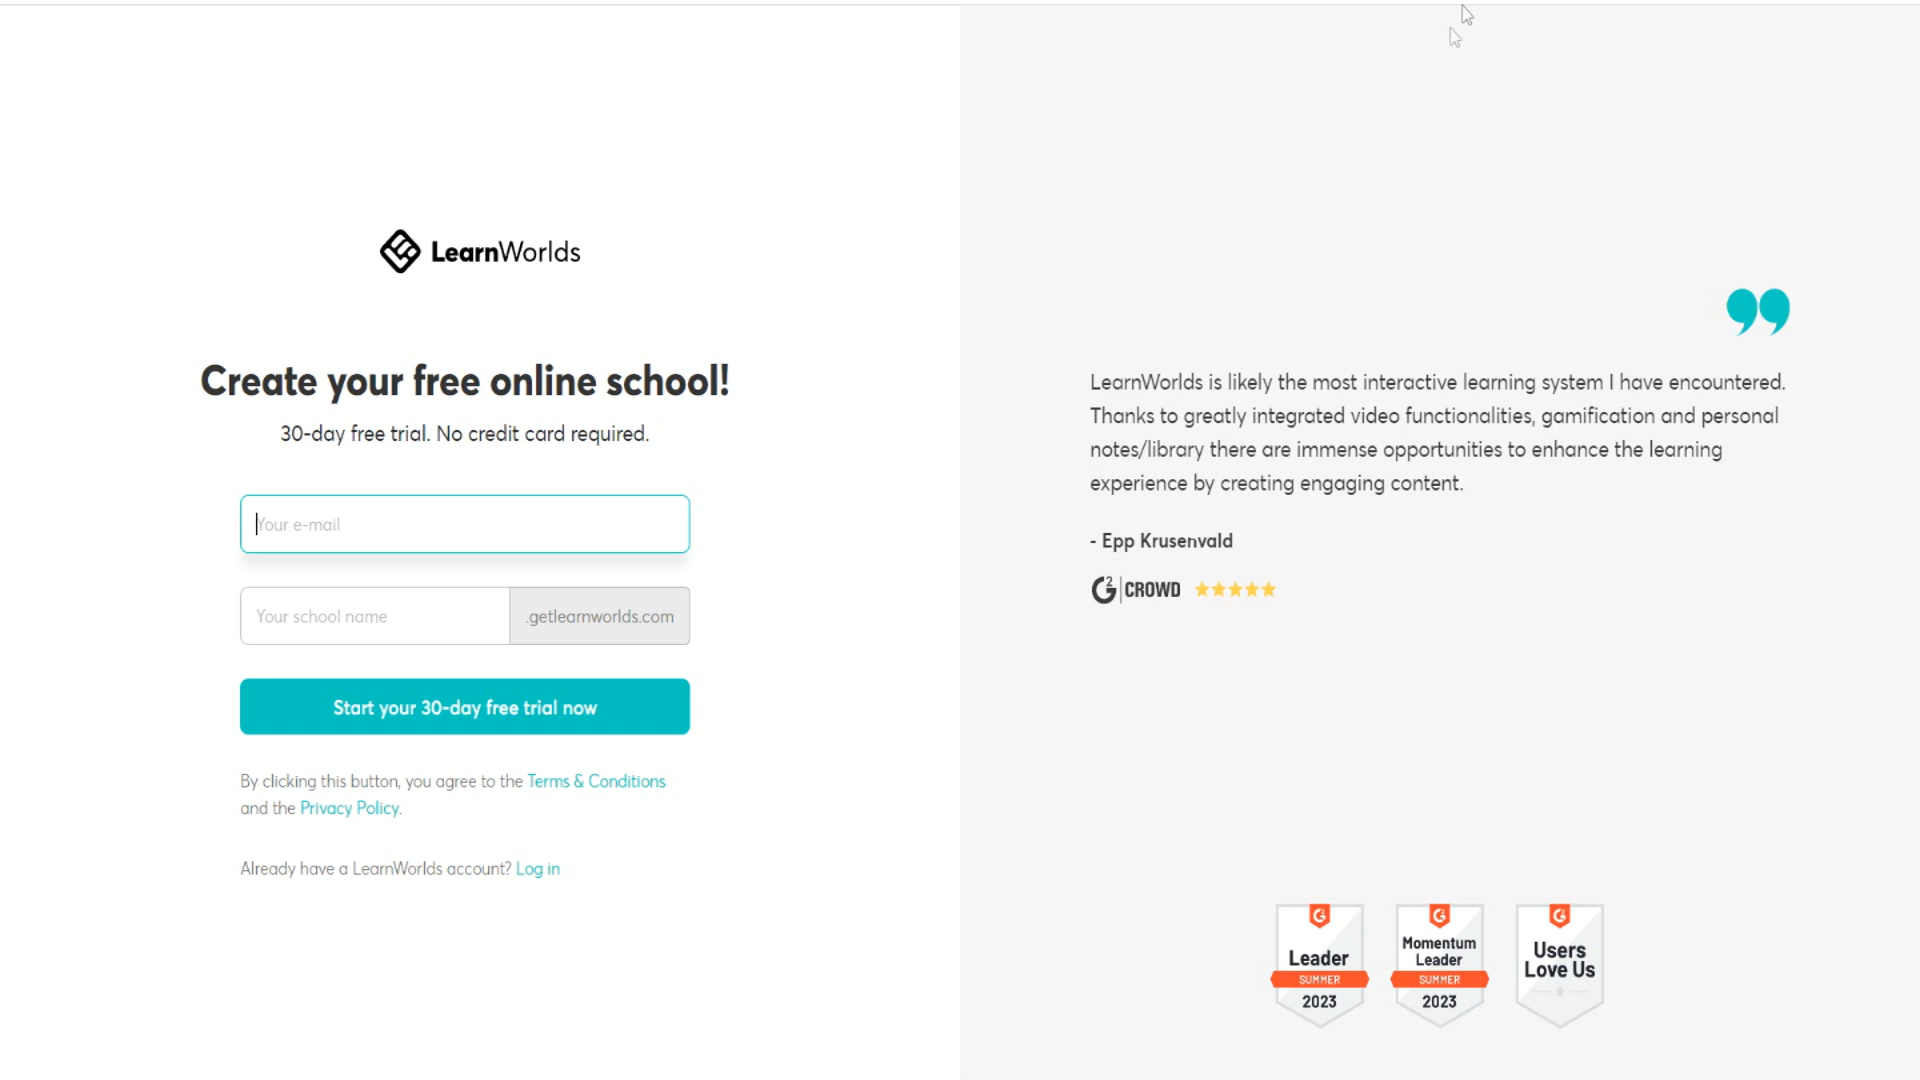 LearnWorlds
Create your free online school!
30-day free trial. No credit card required.
Your e-mail
Your school name
.getlearnworlds.com
Start your 30-day free trial now
By clicking this button, you agree to the Terms & Conditions
and the Privacy Policy.
Already have a LearnWorlds account? Log in
LearnWorlds is likely the most interactive learning system I have encountered.
Thanks to greatly integrated video functionalities, gamification and personal
notes/library there are immense opportunities to enhance the learning
experience by creating engaging content.
- Epp Krusenvald
G2 | CROWD
Leader
SUMMER
2023
Momentum
Leader
SUMMER
2023
Users
Love Us